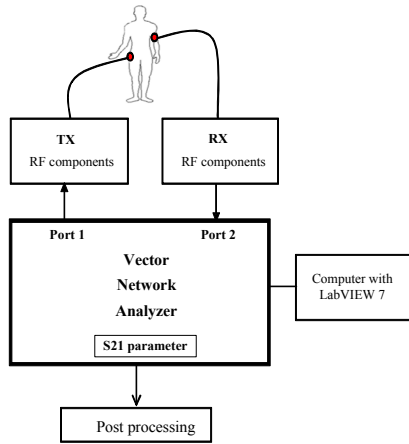 TX
RF components
RX
RF components
Port 1
Port 2
Vector
Network
Analyzer
S21 parameter
Computer with
LabVIEW 7
Post processing